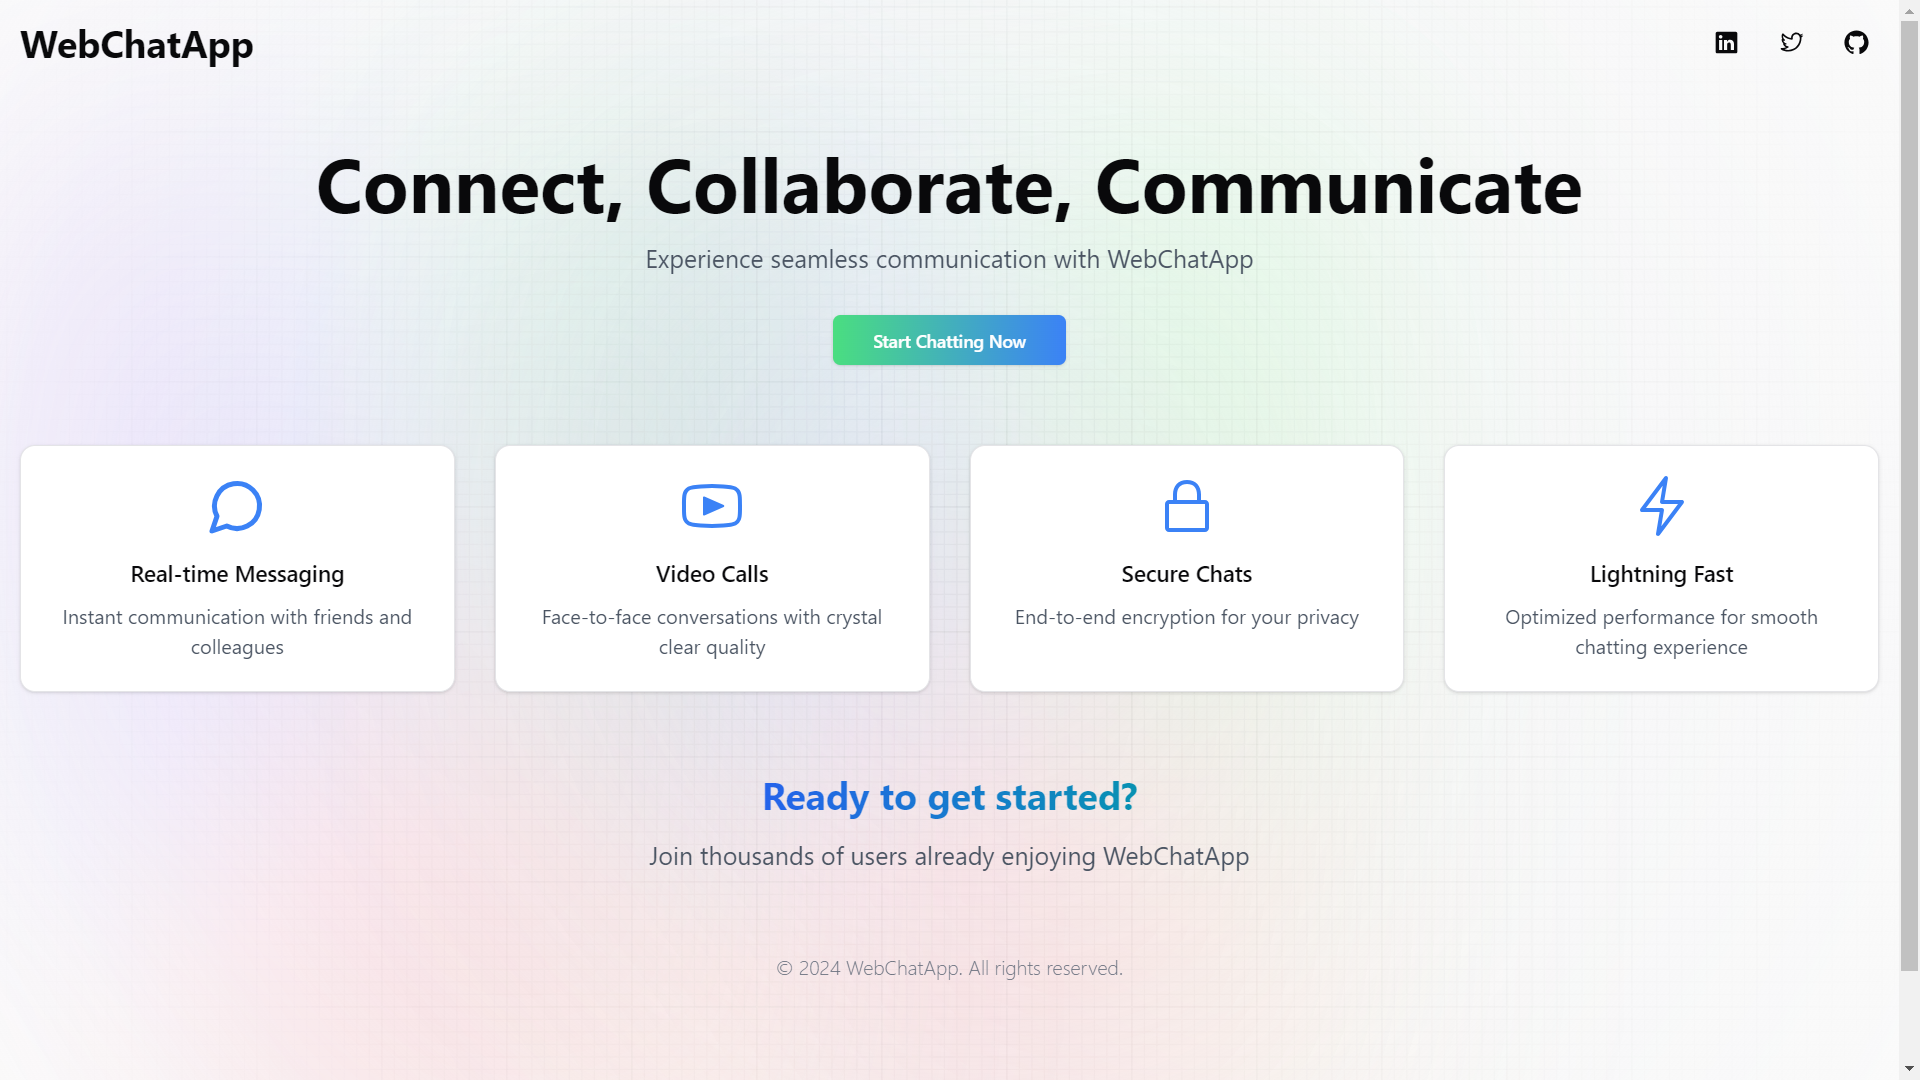 WebChatApp
Connect, Collaborate, Communicate
Experience seamless communication with WebChatApp
Start Chatting Now
Real-time Messaging
Instant communication with friends and
colleagues
Video Calls
Face-to-face conversations with crystal
clear quality
Secure Chats
End-to-end encryption for your privacy
Lightning Fast
Optimized performance for smooth
chatting experience
Ready to get started?
Join thousands of users already enjoying WebChatApp
© 2024 WebChatApp. All rights reserved.